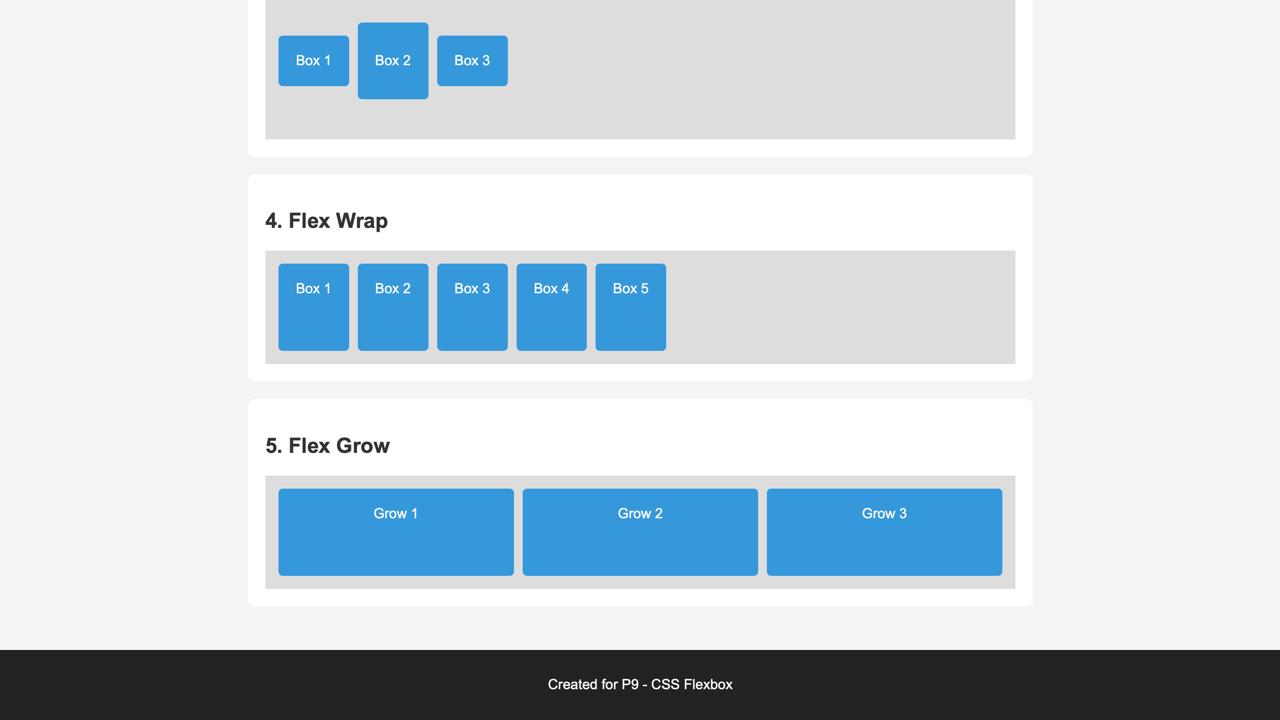 Box 1 Box 2 Box 3
4. Flex Wrap
Box 1 Box 2 Box 3 Box 4 Box 5
5. Flex Grow
Grow 1 Grow 2 Grow 3
Created for P9 - CSS Flexbox